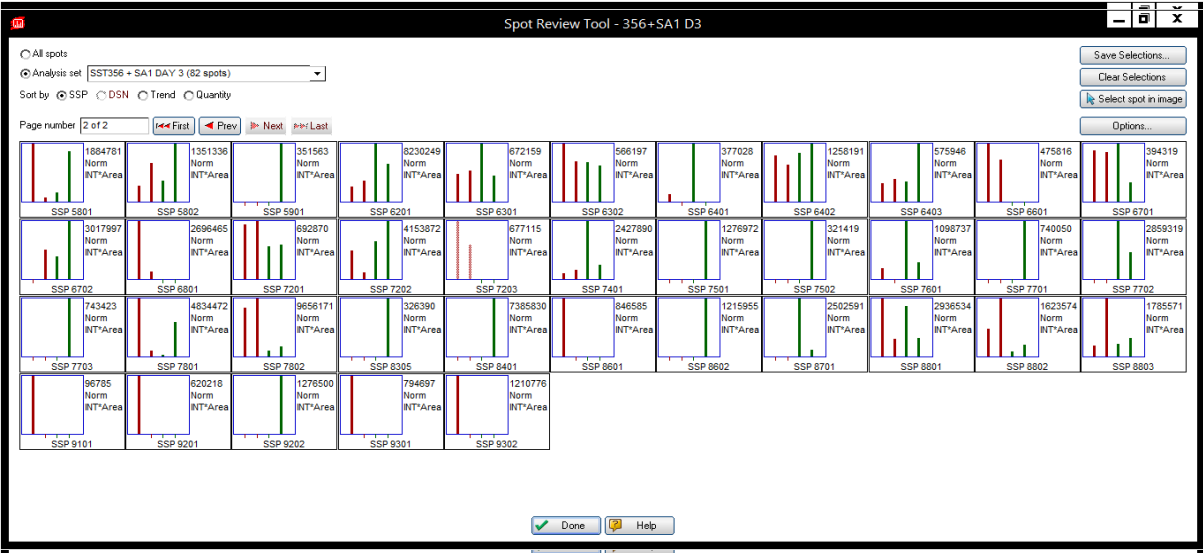 Spot Review Tool - 356+SA1 D3
All spots
Analysis set SST356 + SA1 DAY 3 (82 spots)
Sort by SSP DSN Trend Quantity
Page number 2 of 2 First Prev Next Last
Save Selections...
Clear Selections
Select spot in image
Options...
1884781 Norm INT*Area SSP 5801
1351336 Norm INT*Area SSP 5802
351563 Norm INT*Area SSP 5901
8230249 Norm INT*Area SSP 6201
672159 Norm INT*Area SSP 6301
566197 Norm INT*Area SSP 6302
377028 Norm INT*Area SSP 6401
1258191 Norm INT*Area SSP 6402
575946 Norm INT*Area SSP 6403
475816 Norm INT*Area SSP 6601
394319 Norm INT*Area SSP 6701
3017997 Norm INT*Area SSP 6702
2696465 Norm INT*Area SSP 6801
692870 Norm INT*Area SSP 7201
4153872 Norm INT*Area SSP 7202
677115 Norm INT*Area SSP 7203
2427890 Norm INT*Area SSP 7401
1276972 Norm INT*Area SSP 7501
321419 Norm INT*Area SSP 7502
1098737 Norm INT*Area SSP 7601
740050 Norm INT*Area SSP 7701
2859319 Norm INT*Area SSP 7702
743423 Norm INT*Area SSP 7703
4834472 Norm INT*Area SSP 7801
9656171 Norm INT*Area SSP 7802
326390 Norm INT*Area SSP 8305
7385830 Norm INT*Area SSP 8401
846585 Norm INT*Area SSP 8601
1215955 Norm INT*Area SSP 8602
2502591 Norm INT*Area SSP 8701
2936534 Norm INT*Area SSP 8801
1623574 Norm INT*Area SSP 8802
1785571 Norm INT*Area SSP 8803
96785 Norm INT*Area SSP 9101
620218 Norm INT*Area SSP 9201
1276500 Norm INT*Area SSP 9202
794697 Norm INT*Area SSP 9301
1210776 Norm INT*Area SSP 9302
Done Help